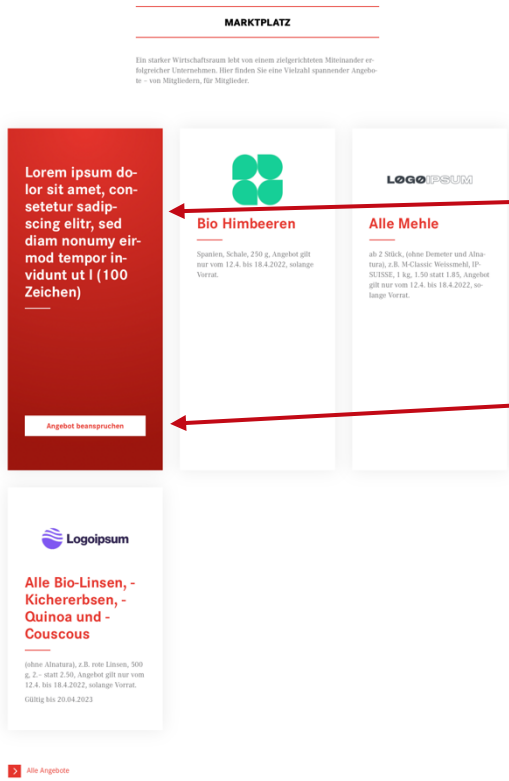 MARKTPLATZ
Ein starker Wirtschaftsraum lebt von einem zielgerichteten Miteinander er-
folgreicher Unternehmen. Hier finden Sie eine Vielzahl spannender Angebo-
te – von Mitgliedern, für Mitglieder.
Lorem ipsum do-
lor sit amet, con-
setetur sadip-
scing elitr, sed
diam nonumy eir-
mod tempor in-
vidunt ut l (100
Zeichen)
Angebot beanspruchen
Bio Himbeeren
Spanien, Schale, 250 g, Angebot gilt
nur vom 12.4. bis 18.4.2022, solange
Vorrat.
LOGOIPSUM
Alle Mehle
ab 2 Stück, (ohne Demeter und Alna-
tura), z.B. M-Classic Weissmehl, IP-
SUISSE, 1 kg, 1.50 statt 1.85, Angebot
gilt nur vom 12.4. bis 18.4.2022, so-
lange Vorrat.
Logoipsum
Alle Bio-Linsen, -
Kichererbsen, -
Quinoa und -
Couscous
(ohne Alnatura), z.B. rote Linsen, 500
g, 2.– statt 2.50, Angebot gilt nur vom
12.4. bis 18.4.2022, solange Vorrat.
Gültig bis 20.04.2023
Alle Angebote